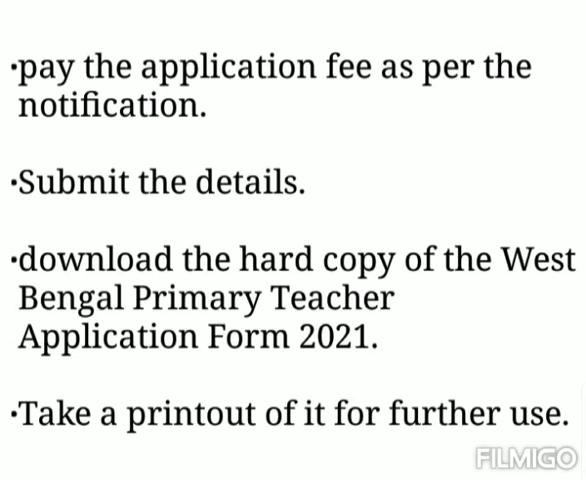 ·pay the application fee as per the
notification.
·Submit the details.
·download the hard copy of the West
Bengal Primary Teacher
Application Form 2021.
·Take a printout of it for further use.
FILMIGO